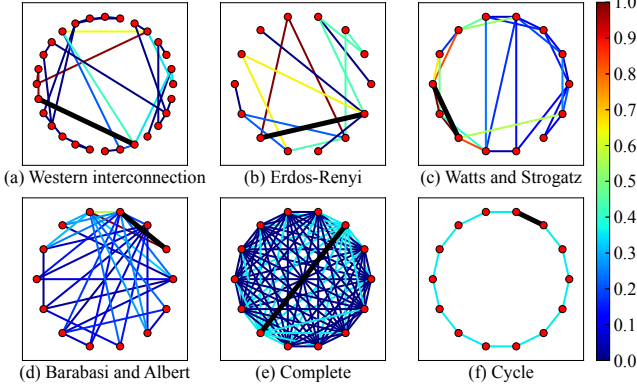 (a) Western interconnection
(b) Erdos-Renyi
(c) Watts and Strogatz
(d) Barabasi and Albert
(e) Complete
(f) Cycle
1.0
0.9
0.8
0.7
0.6
0.5
0.4
0.3
0.2
0.1
0.0